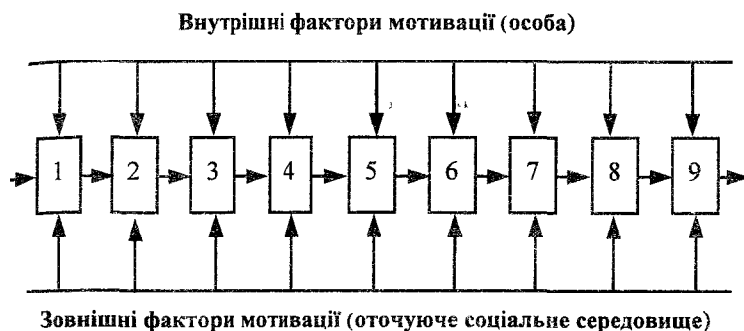 Внутрішні фактори мотивації (особа)
1 2 3 4 5 6 7 8 9
Зовнішні фактори мотивації (оточуюче соціальне середовище)